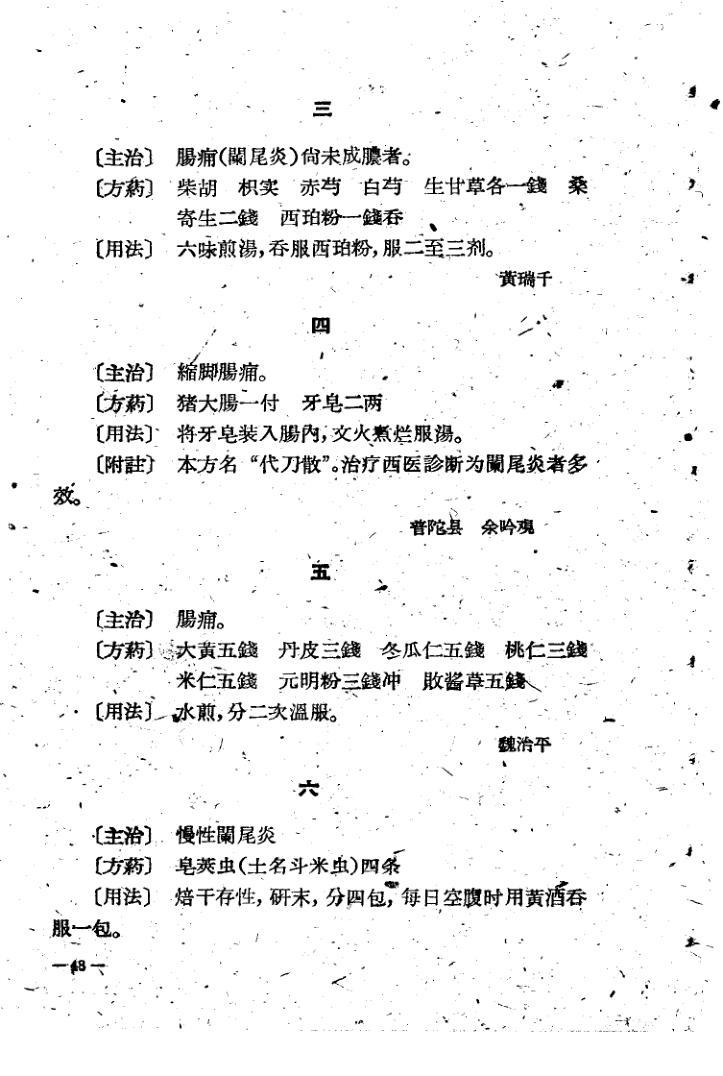 三
〔主治〕 腸痈(闌尾炎)尙未成膿者。
〔方葯〕 柴胡 枳实 赤芍 白芍 生甘草各一錢 桑
寄生二錢 西珀粉一錢吞
〔用法〕 六味煎湯,吞服西珀粉,服二至三剂。
黃瑞千
四
〔主治〕 縮脚腸痈。
〔方葯〕 猪大腸一付 牙皂二两
〔用法〕 将牙皂装入腸內,文火煮烂服湯。
〔附註〕 本方名“代刀散”。治疗西医診断为闌尾炎者多
效。
普陀县 余吟
五
〔主治〕 腸痈。
〔方葯〕 大黃五錢 丹皮三錢 冬瓜仁五錢 桃仁三錢
米仁五錢 元明粉三錢冲 敗酱草五錢
〔用法〕 水煎,分二次溫服。
魏治平
六
〔主治〕 慢性闌尾炎
〔方葯〕 皂荚虫(土名斗米虫)四条
〔用法〕 焙干存性,研末,分四包,每日空腹时用黃酒吞
服一包。
—48—